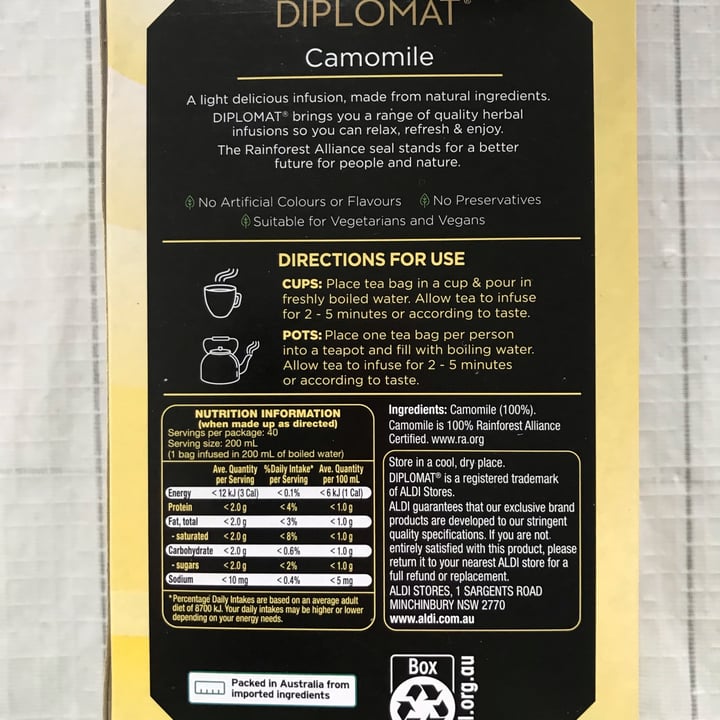 DIPLOMAT®
Camomile
A light delicious infusion, made from natural ingredients.
DIPLOMAT® brings you a range of quality herbal
infusions so you can relax, refresh & enjoy.
The Rainforest Alliance seal stands for a better
future for people and nature.
No Artificial Colours or Flavours No Preservatives
Suitable for Vegetarians and Vegans
DIRECTIONS FOR USE
CUPS: Place tea bag in a cup & pour in
freshly boiled water. Allow tea to infuse
for 2 - 5 minutes or according to taste.
POTS: Place one tea bag per person
into a teapot and fill with boiling water.
Allow tea to infuse for 2 - 5 minutes
or according to taste.
NUTRITION INFORMATION
(when made up as directed)
Servings per package: 40
Serving size: 200 mL
(1 bag infused in 200 mL of boiled water)
Ave. Quantity %Daily Intake* Ave. Quantity
per Serving per Serving per 100 mL
Energy <12 kJ (3 Cal) <0.1% <6 kJ (1 Cal)
Protein <2.0 g <4% <1.0 g
Fat, total <2.0 g <3% <1.0 g
- saturated <2.0 g <8% <1.0 g
Carbohydrate <2.0 g <0.6% <1.0 g
- sugars <2.0 g <2% <1.0 g
Sodium <10 mg <0.4% <5 mg
*Percentage Daily Intakes are based on an average adult
diet of 8700 kJ. Your daily intakes may be higher or lower
depending on your energy needs.
Ingredients: Camomile (100%).
Camomile is 100% Rainforest Alliance
Certified. www.ra.org
Store in a cool, dry place.
DIPLOMAT® is a registered trademark
of ALDI Stores.
ALDI guarantees that our exclusive brand
products are developed to our stringent
quality specifications. If you are not
entirely satisfied with this product, please
return it to your nearest ALDI store for a
full refund or replacement.
ALDI STORES, 1 SARGENTS ROAD
MINCHINBURY NSW 2770
www.aldi.com.au
Packed in Australia from
imported ingredients
Box
.org.au